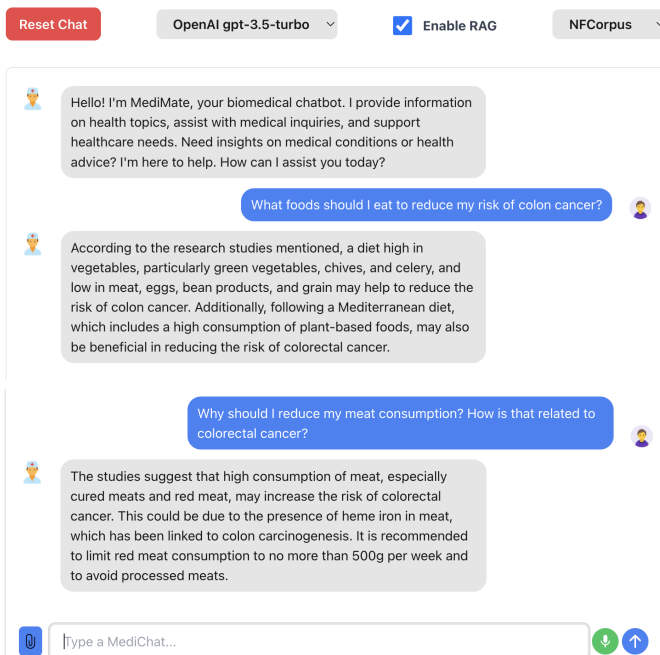 Reset Chat
OpenAI gpt-3.5-turbo
Enable RAG
NFCorpus
Hello! I'm MediMate, your biomedical chatbot. I provide information
on health topics, assist with medical inquiries, and support
healthcare needs. Need insights on medical conditions or health
advice? I'm here to help. How can I assist you today?
What foods should I eat to reduce my risk of colon cancer?
According to the research studies mentioned, a diet high in
vegetables, particularly green vegetables, chives, and celery, and
low in meat, eggs, bean products, and grain may help to reduce the
risk of colon cancer. Additionally, following a Mediterranean diet,
which includes a high consumption of plant-based foods, may also
be beneficial in reducing the risk of colorectal cancer.
Why should I reduce my meat consumption? How is that related to
colorectal cancer?
The studies suggest that high consumption of meat, especially
cured meats and red meat, may increase the risk of colorectal
cancer. This could be due to the presence of heme iron in meat,
which has been linked to colon carcinogenesis. It is recommended
to limit red meat consumption to no more than 500g per week and
to avoid processed meats.
Type a MediChat...